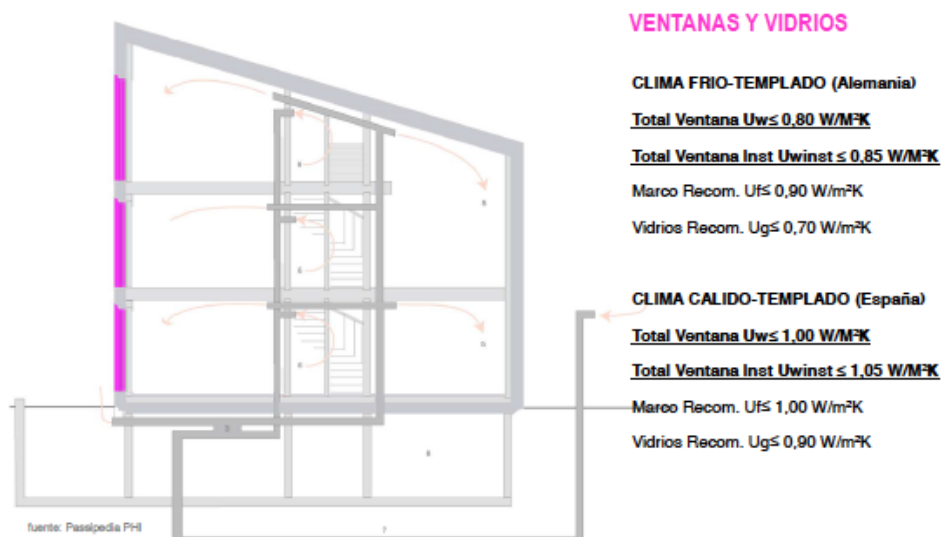 VENTANAS Y VIDRIOS
CLIMA FRIO-TEMPLADO (Alemania)
Total Ventana Uw≤ 0,80 W/M²K
Total Ventana Inst Uwinst ≤ 0,85 W/M²K
Marco Recom. Uf≤ 0,90 W/m²K
Vidrios Recom. Ug≤ 0,70 W/m²K
CLIMA CALIDO-TEMPLADO (España)
Total Ventana Uw≤ 1,00 W/M²K
Total Ventana Inst Uwinst ≤ 1,05 W/M²K
Marco Recom. Uf≤ 1,00 W/m²K
Vidrios Recom. Ug≤ 0,90 W/m²K
fuente: Passipedia PHI
7